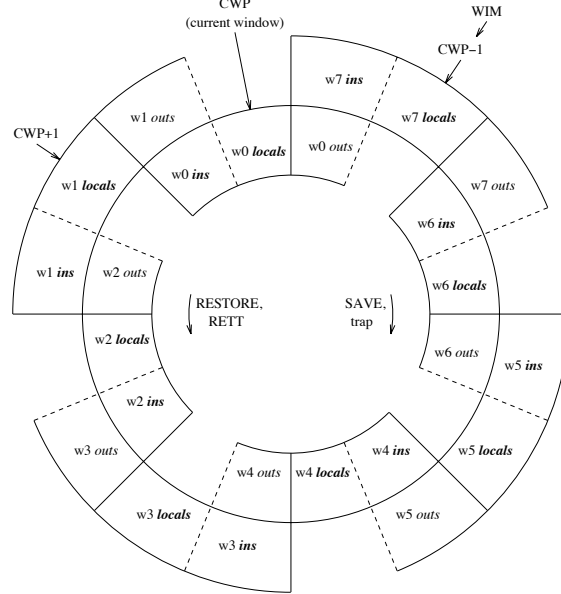 CWP
(current window)
WIM
CWP−1
w7 ins
w1 outs
w7 locals
CWP+1
w0 locals
w0 outs
w0 ins
w1 locals
w7 outs
w6 ins
w1 ins
w2 outs
w6 locals
RESTORE,
RETT
SAVE,
trap
w2 locals
w6 outs
w5 ins
w2 ins
w3 outs
w4 ins
w5 locals
w4 outs
w4 locals
w3 locals
w5 outs
w3 ins